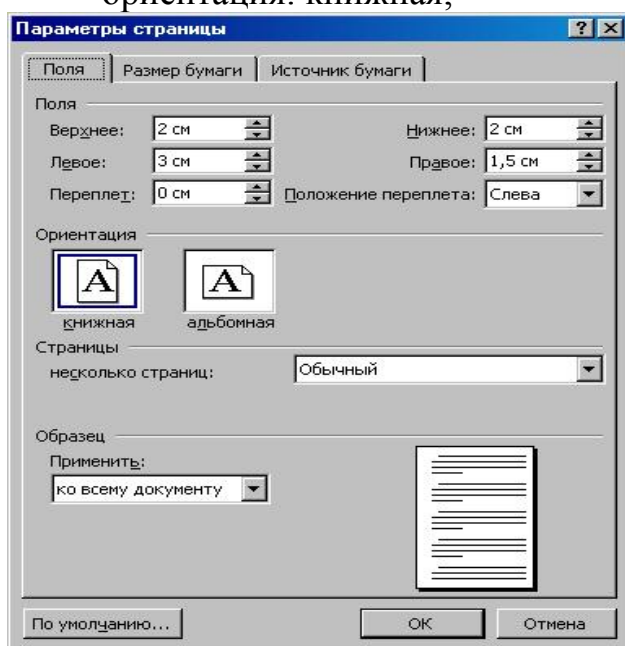 ориентация: книжная;
Параметры страницы
Поля Размер бумаги Источник бумаги
Поля
Верхнее: 2 см Нижнее: 2 см
Левое: 3 см Правое: 1,5 см
Переплет: 0 см Положение переплета: Слева
Ориентация
А А
книжная альбомная
Страницы
несколько страниц: Обычный
Образец
Применить:
ко всему документу
По умолчанию... ОК Отмена